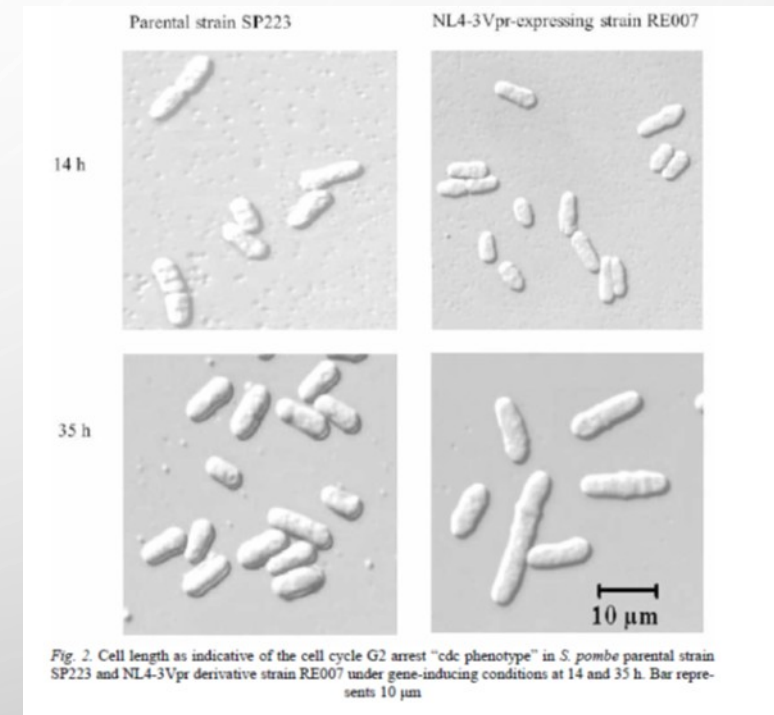 Parental strain SP223
NL4-3Vpr-expressing strain RE007
14 h
35 h
10 µm
Fig. 2. Cell length as indicative of the cell cycle G2 arrest “cdc phenotype” in S. pombe parental strain
SP223 and NL4-3Vpr derivative strain RE007 under gene-inducing conditions at 14 and 35 h. Bar repre-
sents 10 µm